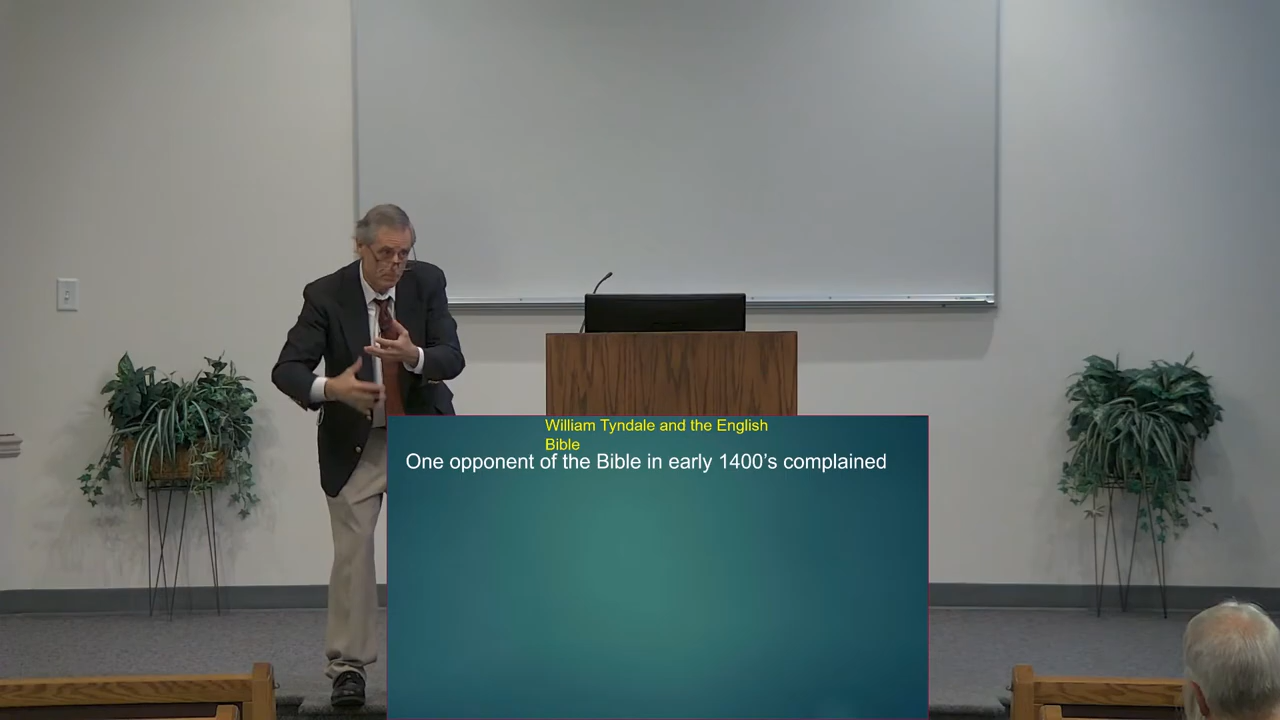 William Tyndale and the English
Bible
One opponent of the Bible in early 1400’s complained